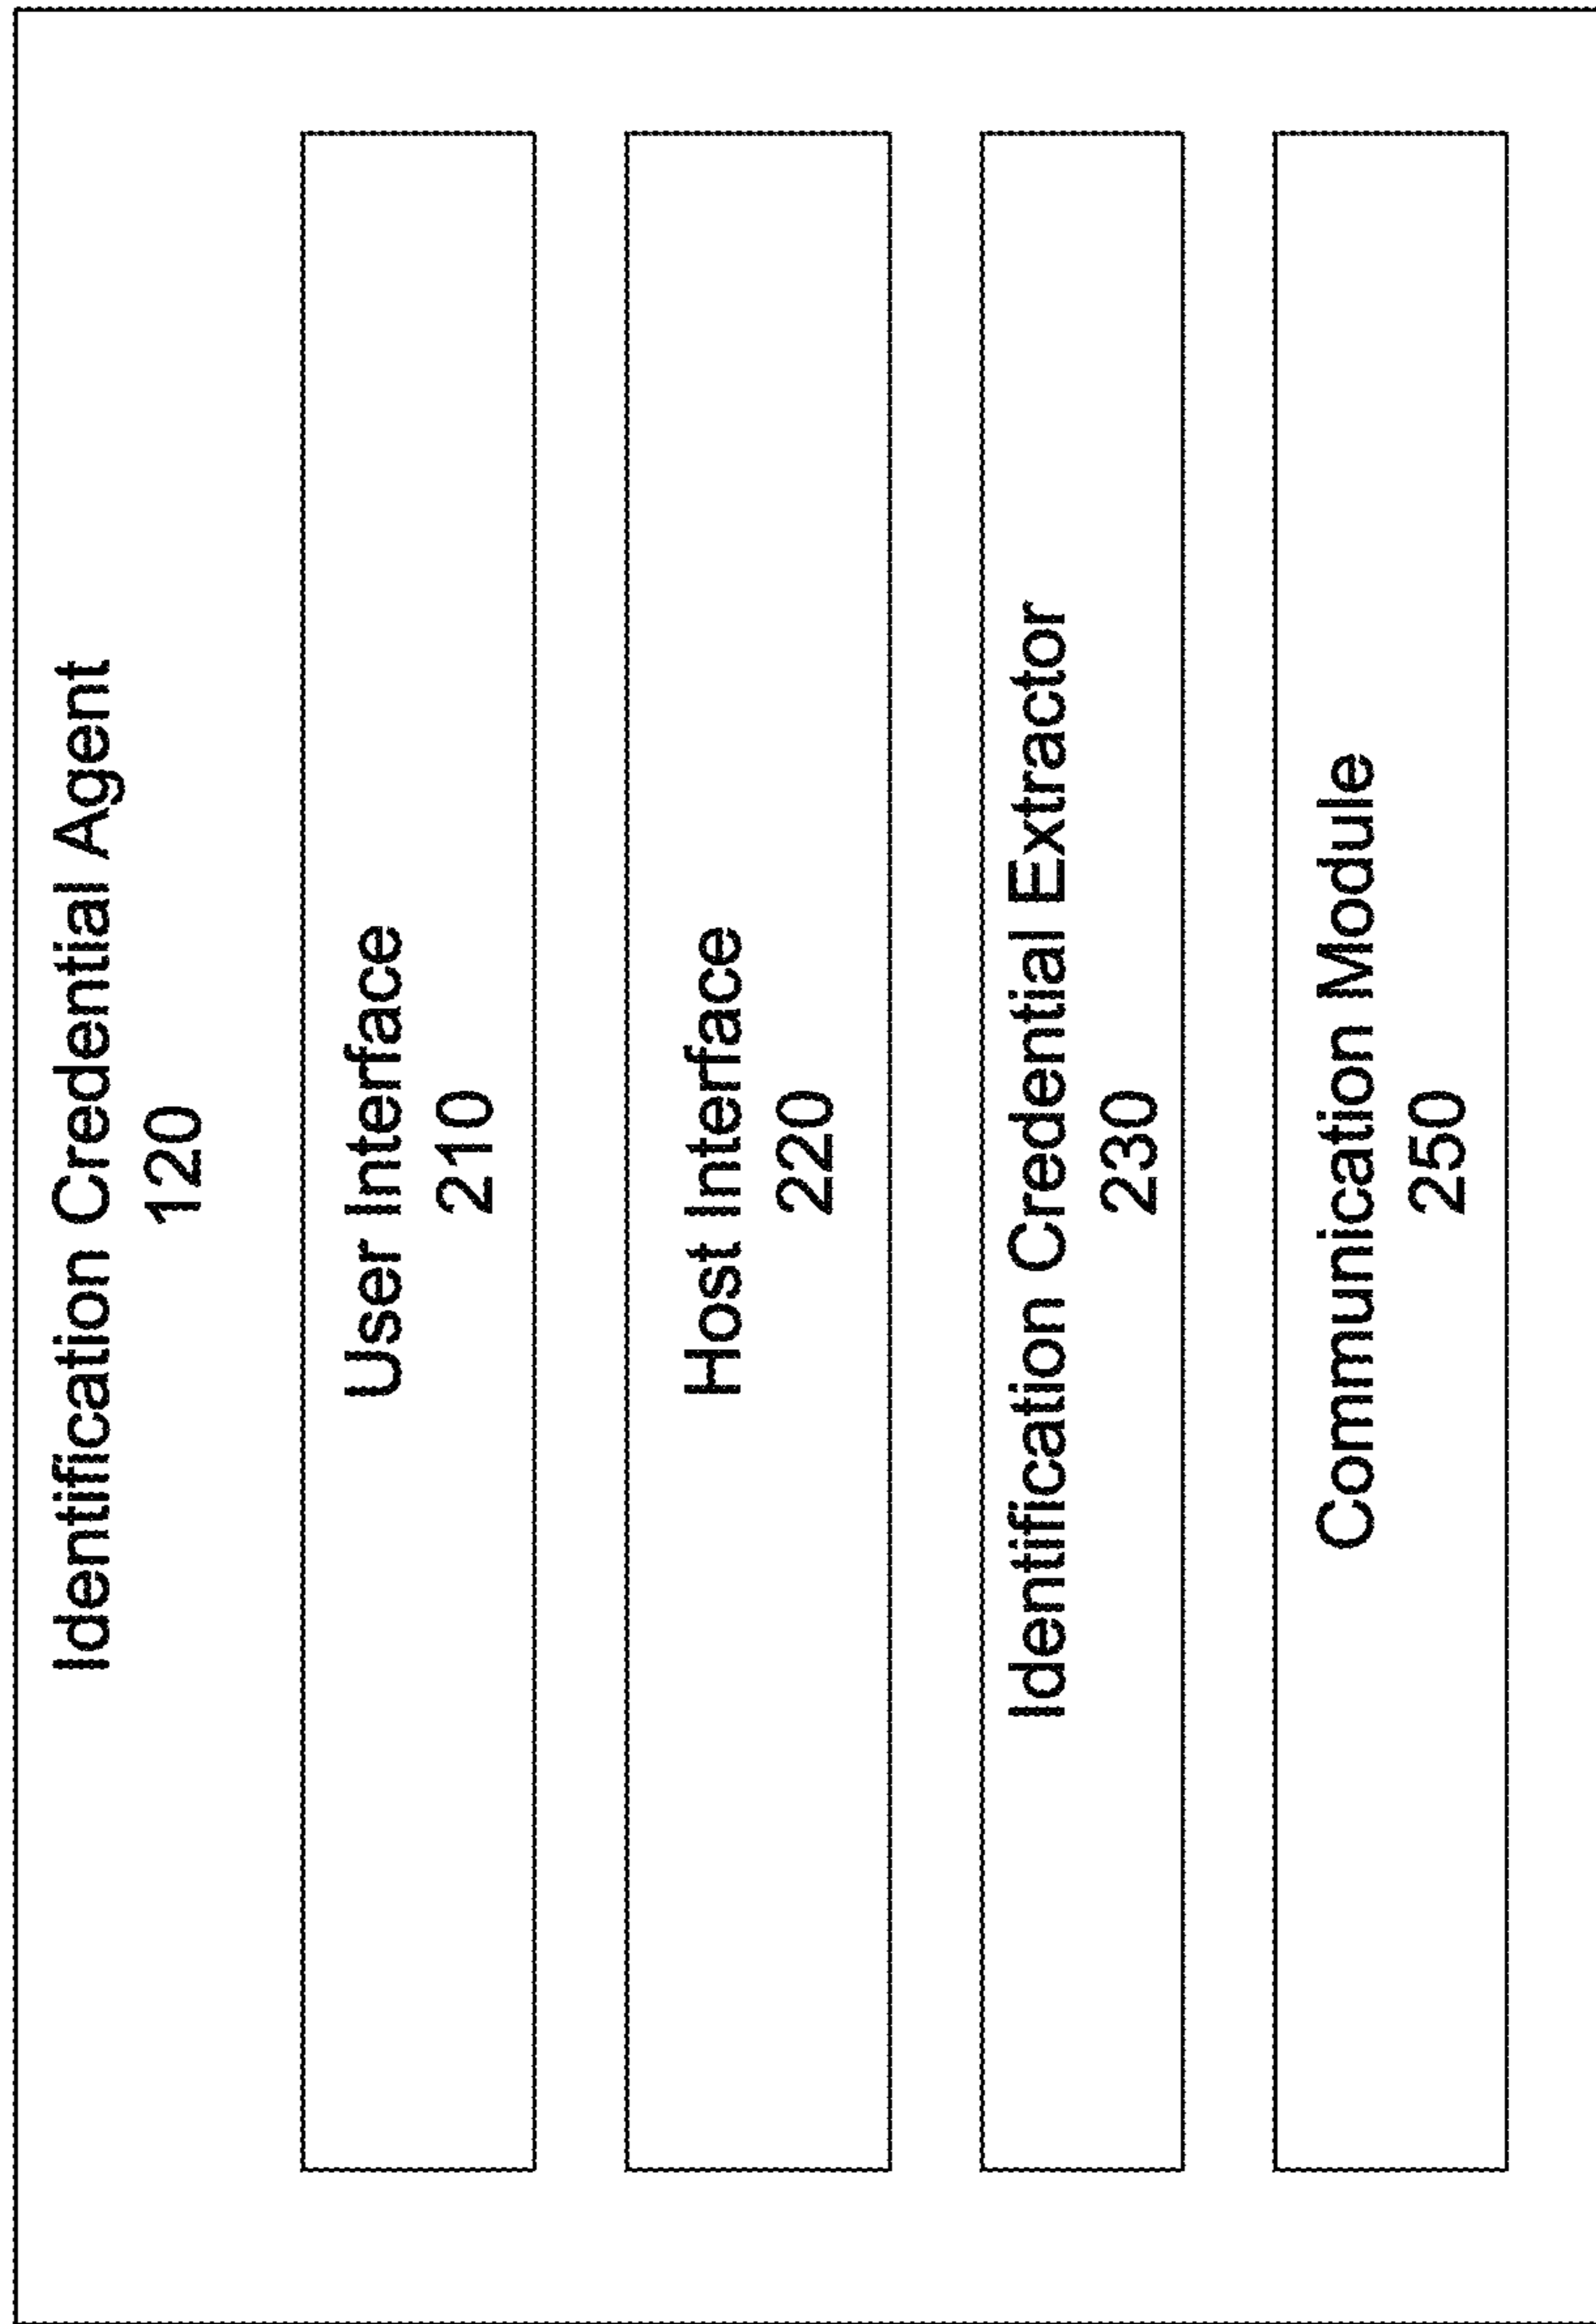 Identification Credential Agent
120
User Interface
210
Host Interface
220
Identification Credential Extractor
230
Communication Module
250